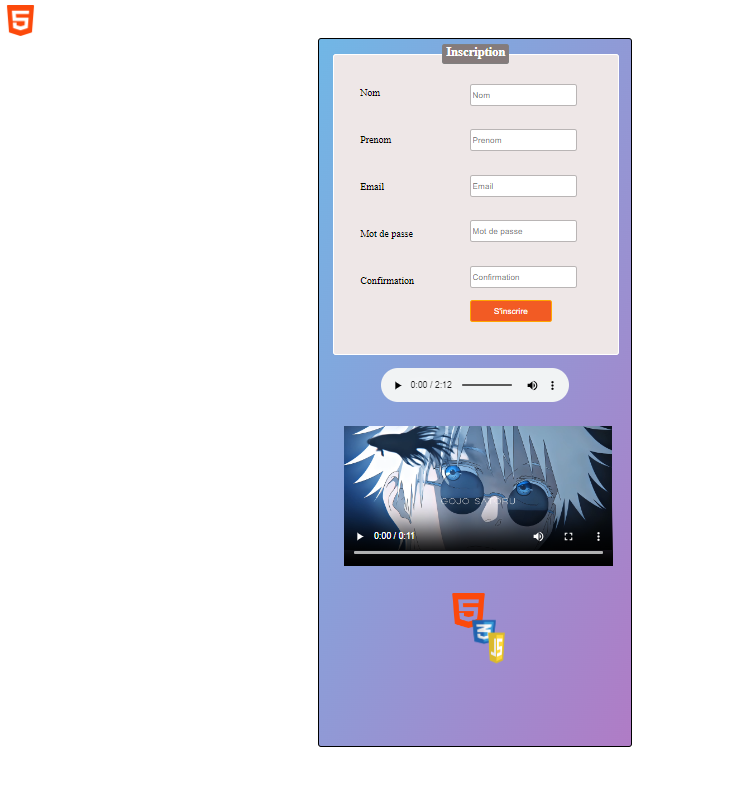 5
Inscription
Nom Nom
Prenom Prenom
Email Email
Mot de passe Mot de passe
Confirmation Confirmation
S'inscrire
0:00 / 2:12
GOJO SATORU
0:00 / 0:11
5
3
JS